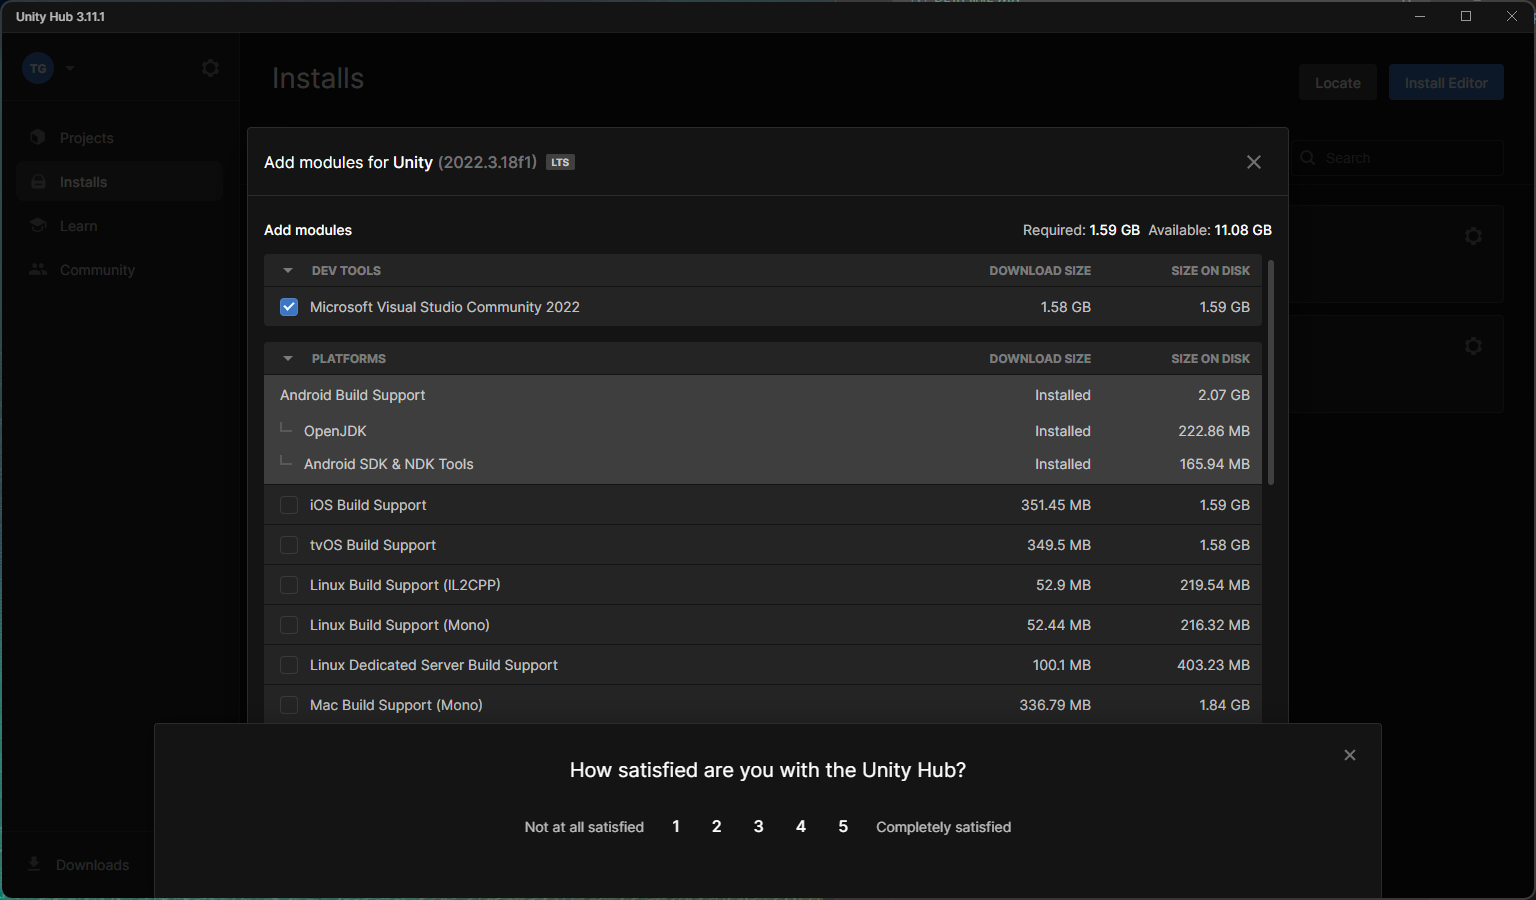 Unity Hub 3.11.1
TG
Installs
Locate
Install Editor
Projects
Installs
Learn
Community
Search
Add modules for Unity (2022.3.18f1) LTS
Add modules
Required: 1.59 GB Available: 11.08 GB
DEV TOOLS DOWNLOAD SIZE SIZE ON DISK
Microsoft Visual Studio Community 2022 1.58 GB 1.59 GB
PLATFORMS DOWNLOAD SIZE SIZE ON DISK
Android Build Support Installed 2.07 GB
OpenJDK Installed 222.86 MB
Android SDK & NDK Tools Installed 165.94 MB
iOS Build Support 351.45 MB 1.59 GB
tvOS Build Support 349.5 MB 1.58 GB
Linux Build Support (IL2CPP) 52.9 MB 219.54 MB
Linux Build Support (Mono) 52.44 MB 216.32 MB
Linux Dedicated Server Build Support 100.1 MB 403.23 MB
Mac Build Support (Mono) 336.79 MB 1.84 GB
How satisfied are you with the Unity Hub?
Not at all satisfied 1 2 3 4 5 Completely satisfied
Downloads